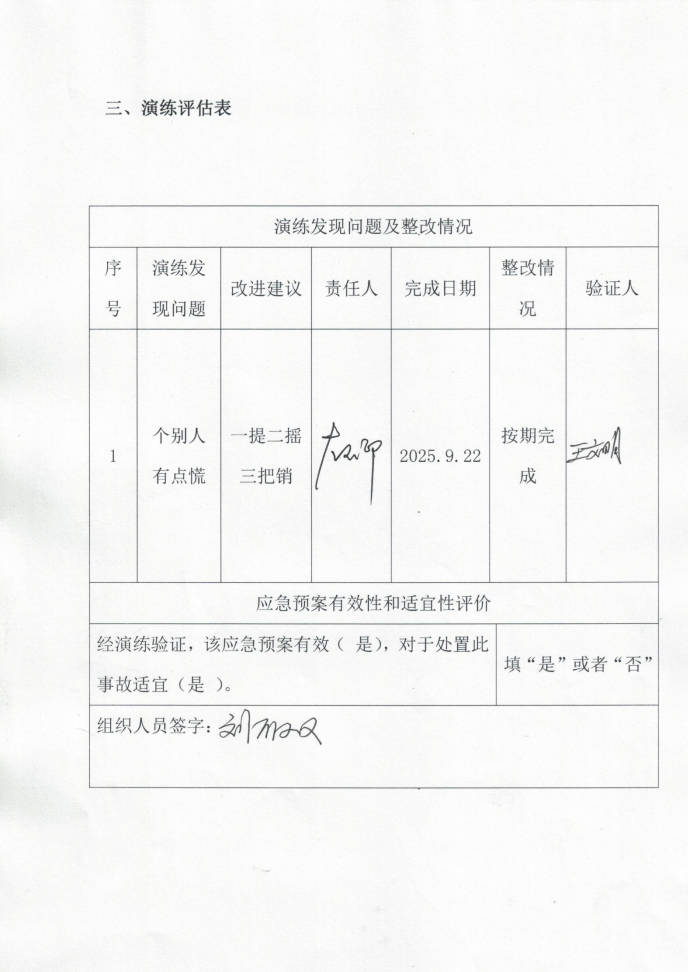 三、演练评估表
演练发现问题及整改情况
序号 演练发现问题 改进建议 责任人 完成日期 整改情况 验证人
1 个别人有点慌 一提二摇三把销 2025.9.22 按期完成 王文明
应急预案有效性和适宜性评价
经演练验证，该应急预案有效（ 是），对于处置此
事故适宜（是 ）。
填“是”或者“否”
组织人员签字：